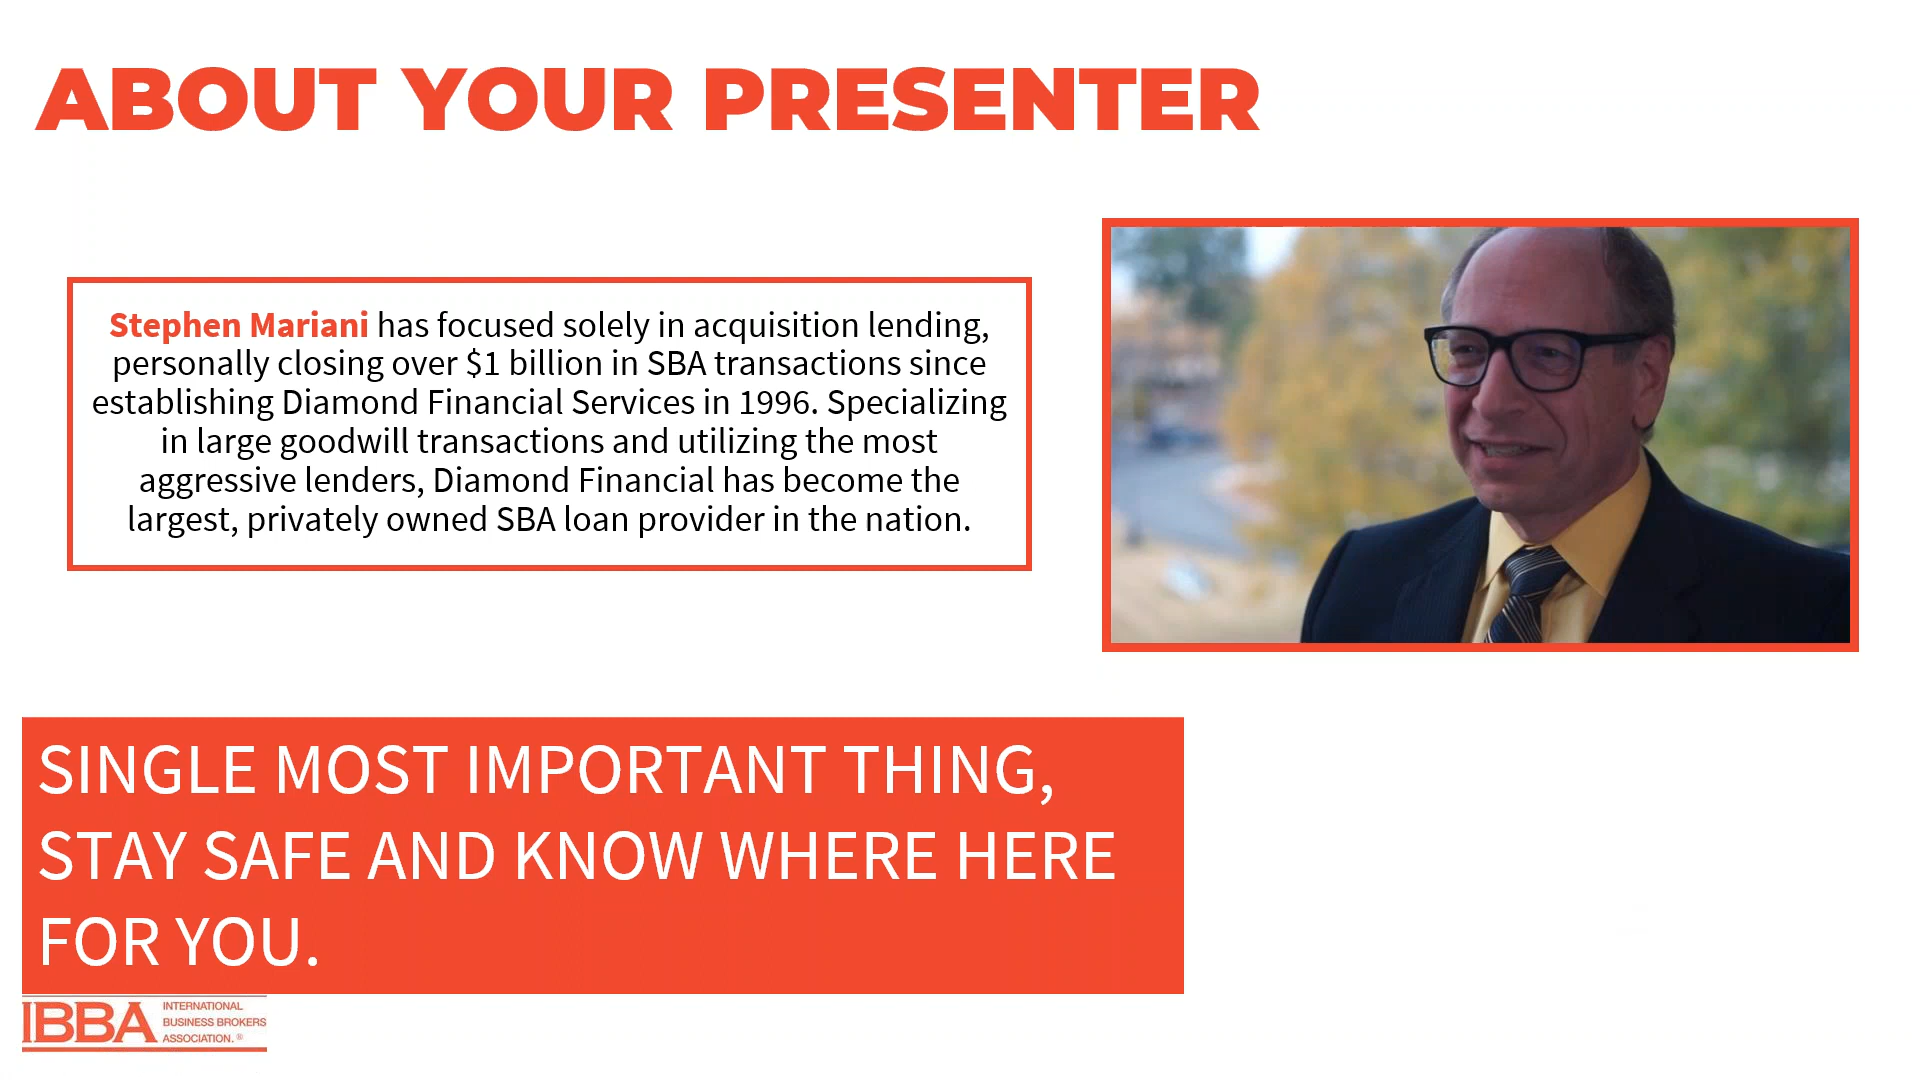 ABOUT YOUR PRESENTER
Stephen Mariani has focused solely in acquisition lending,
personally closing over $1 billion in SBA transactions since
establishing Diamond Financial Services in 1996. Specializing
in large goodwill transactions and utilizing the most
aggressive lenders, Diamond Financial has become the
largest, privately owned SBA loan provider in the nation.
SINGLE MOST IMPORTANT THING,
STAY SAFE AND KNOW WHERE HERE
FOR YOU.
IBBA
INTERNATIONAL
BUSINESS BROKERS
ASSOCIATION.®